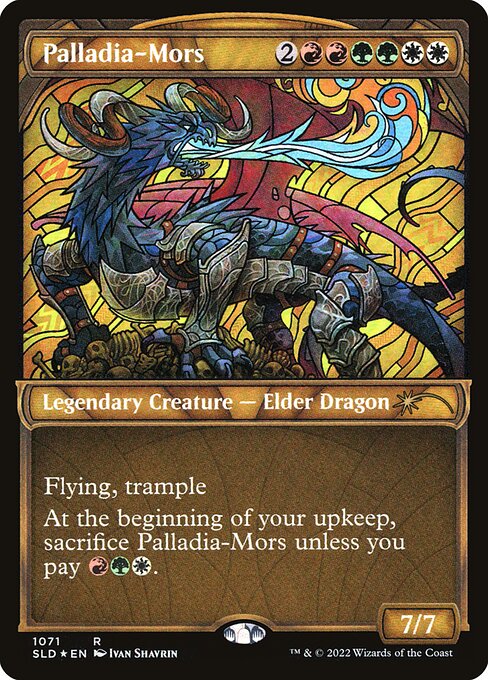 Palladia-Mors 2
Legendary Creature — Elder Dragon
Flying, trample
At the beginning of your upkeep,
sacrifice Palladia-Mors unless you
pay .
7/7
1071 R
SLD ★ EN Ivan Shavrin
™ & © 2022 Wizards of the Coast